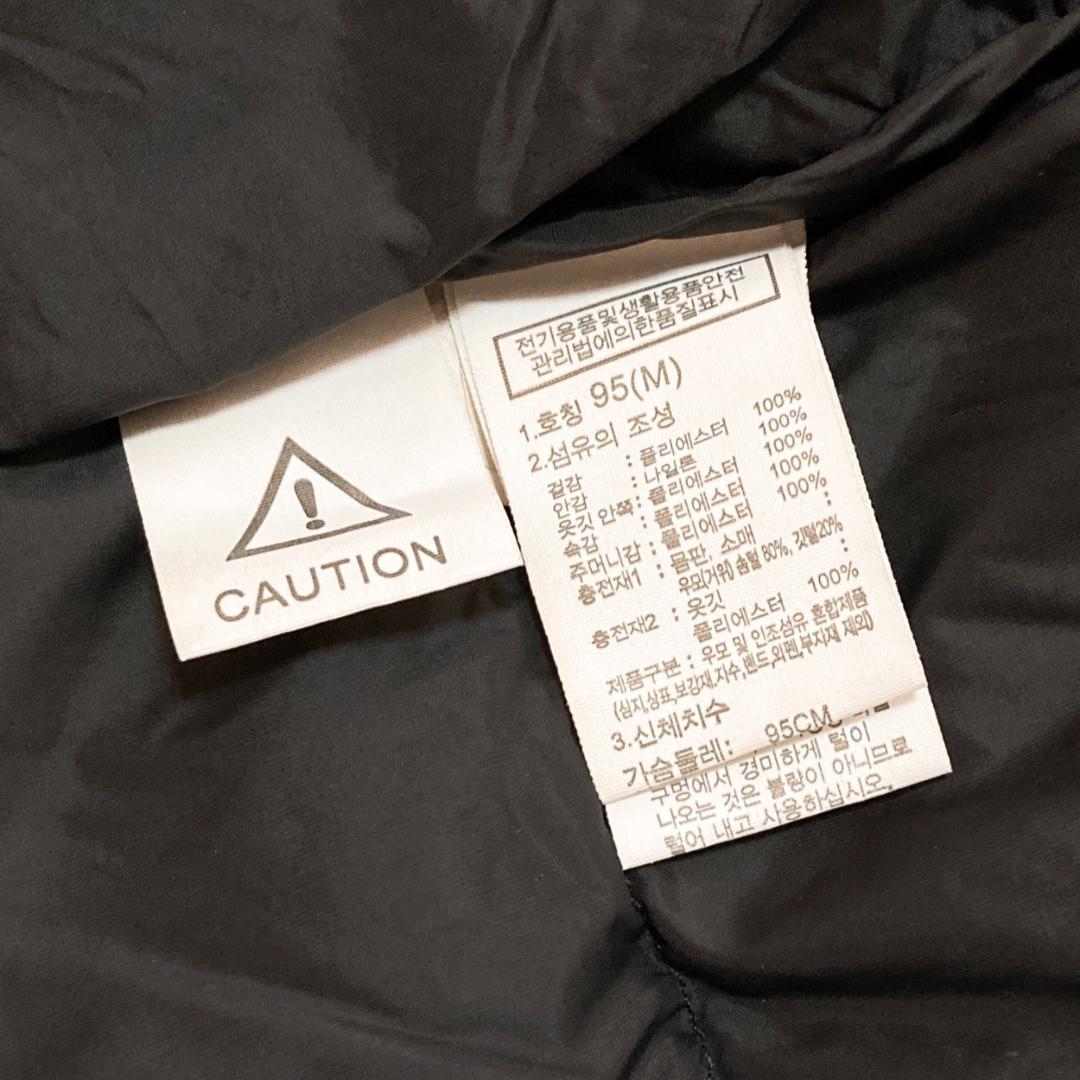 CAUTION
전기용품및생활용품안전
관리법에의한품질표시
1.호칭 95(M)
2.섬유의 조성
겉감 : 폴리에스터 100%
안감 : 나일론 100%
옷깃 안쪽 : 폴리에스터 100%
속감 : 폴리에스터 100%
주머니감 : 폴리에스터 100%
충전재1 : 몸판, 소매 :
우모(거위) 솜털 80%, 깃털20%
충전재2 : 옷깃 :
폴리에스터 100%
제품구분 : 우모 및 인조섬유 혼합제품
(심지,상표,보강재,자수,밴드,외편,부자재 제외)
3.신체치수
가슴둘레: 95CM
구멍에서 경미하게 털이
나오는 것은 불량이 아니므로
털어 내고 사용하십시오.